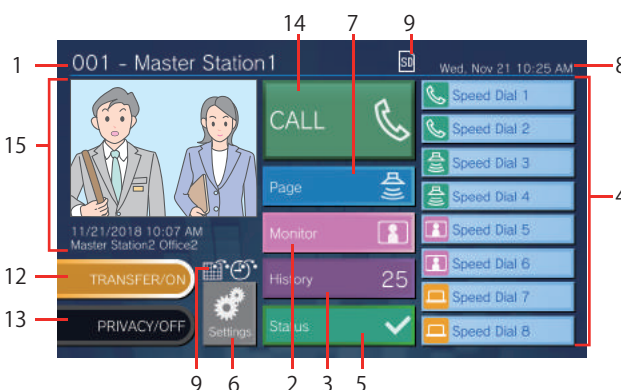 14
7
9
1
001 - Master Station1
SD
Wed, Nov 21 10:25 AM
8
15
CALL
Speed Dial 1
Speed Dial 2
Page
Speed Dial 3
Speed Dial 4
4
11/21/2018 10:07 AM
Master Station2 Office2
Monitor
Speed Dial 5
Speed Dial 6
12
TRANSFER/ON
History
25
Speed Dial 7
13
PRIVACY/OFF
Settings
Status
Speed Dial 8
9
6
2
3
5